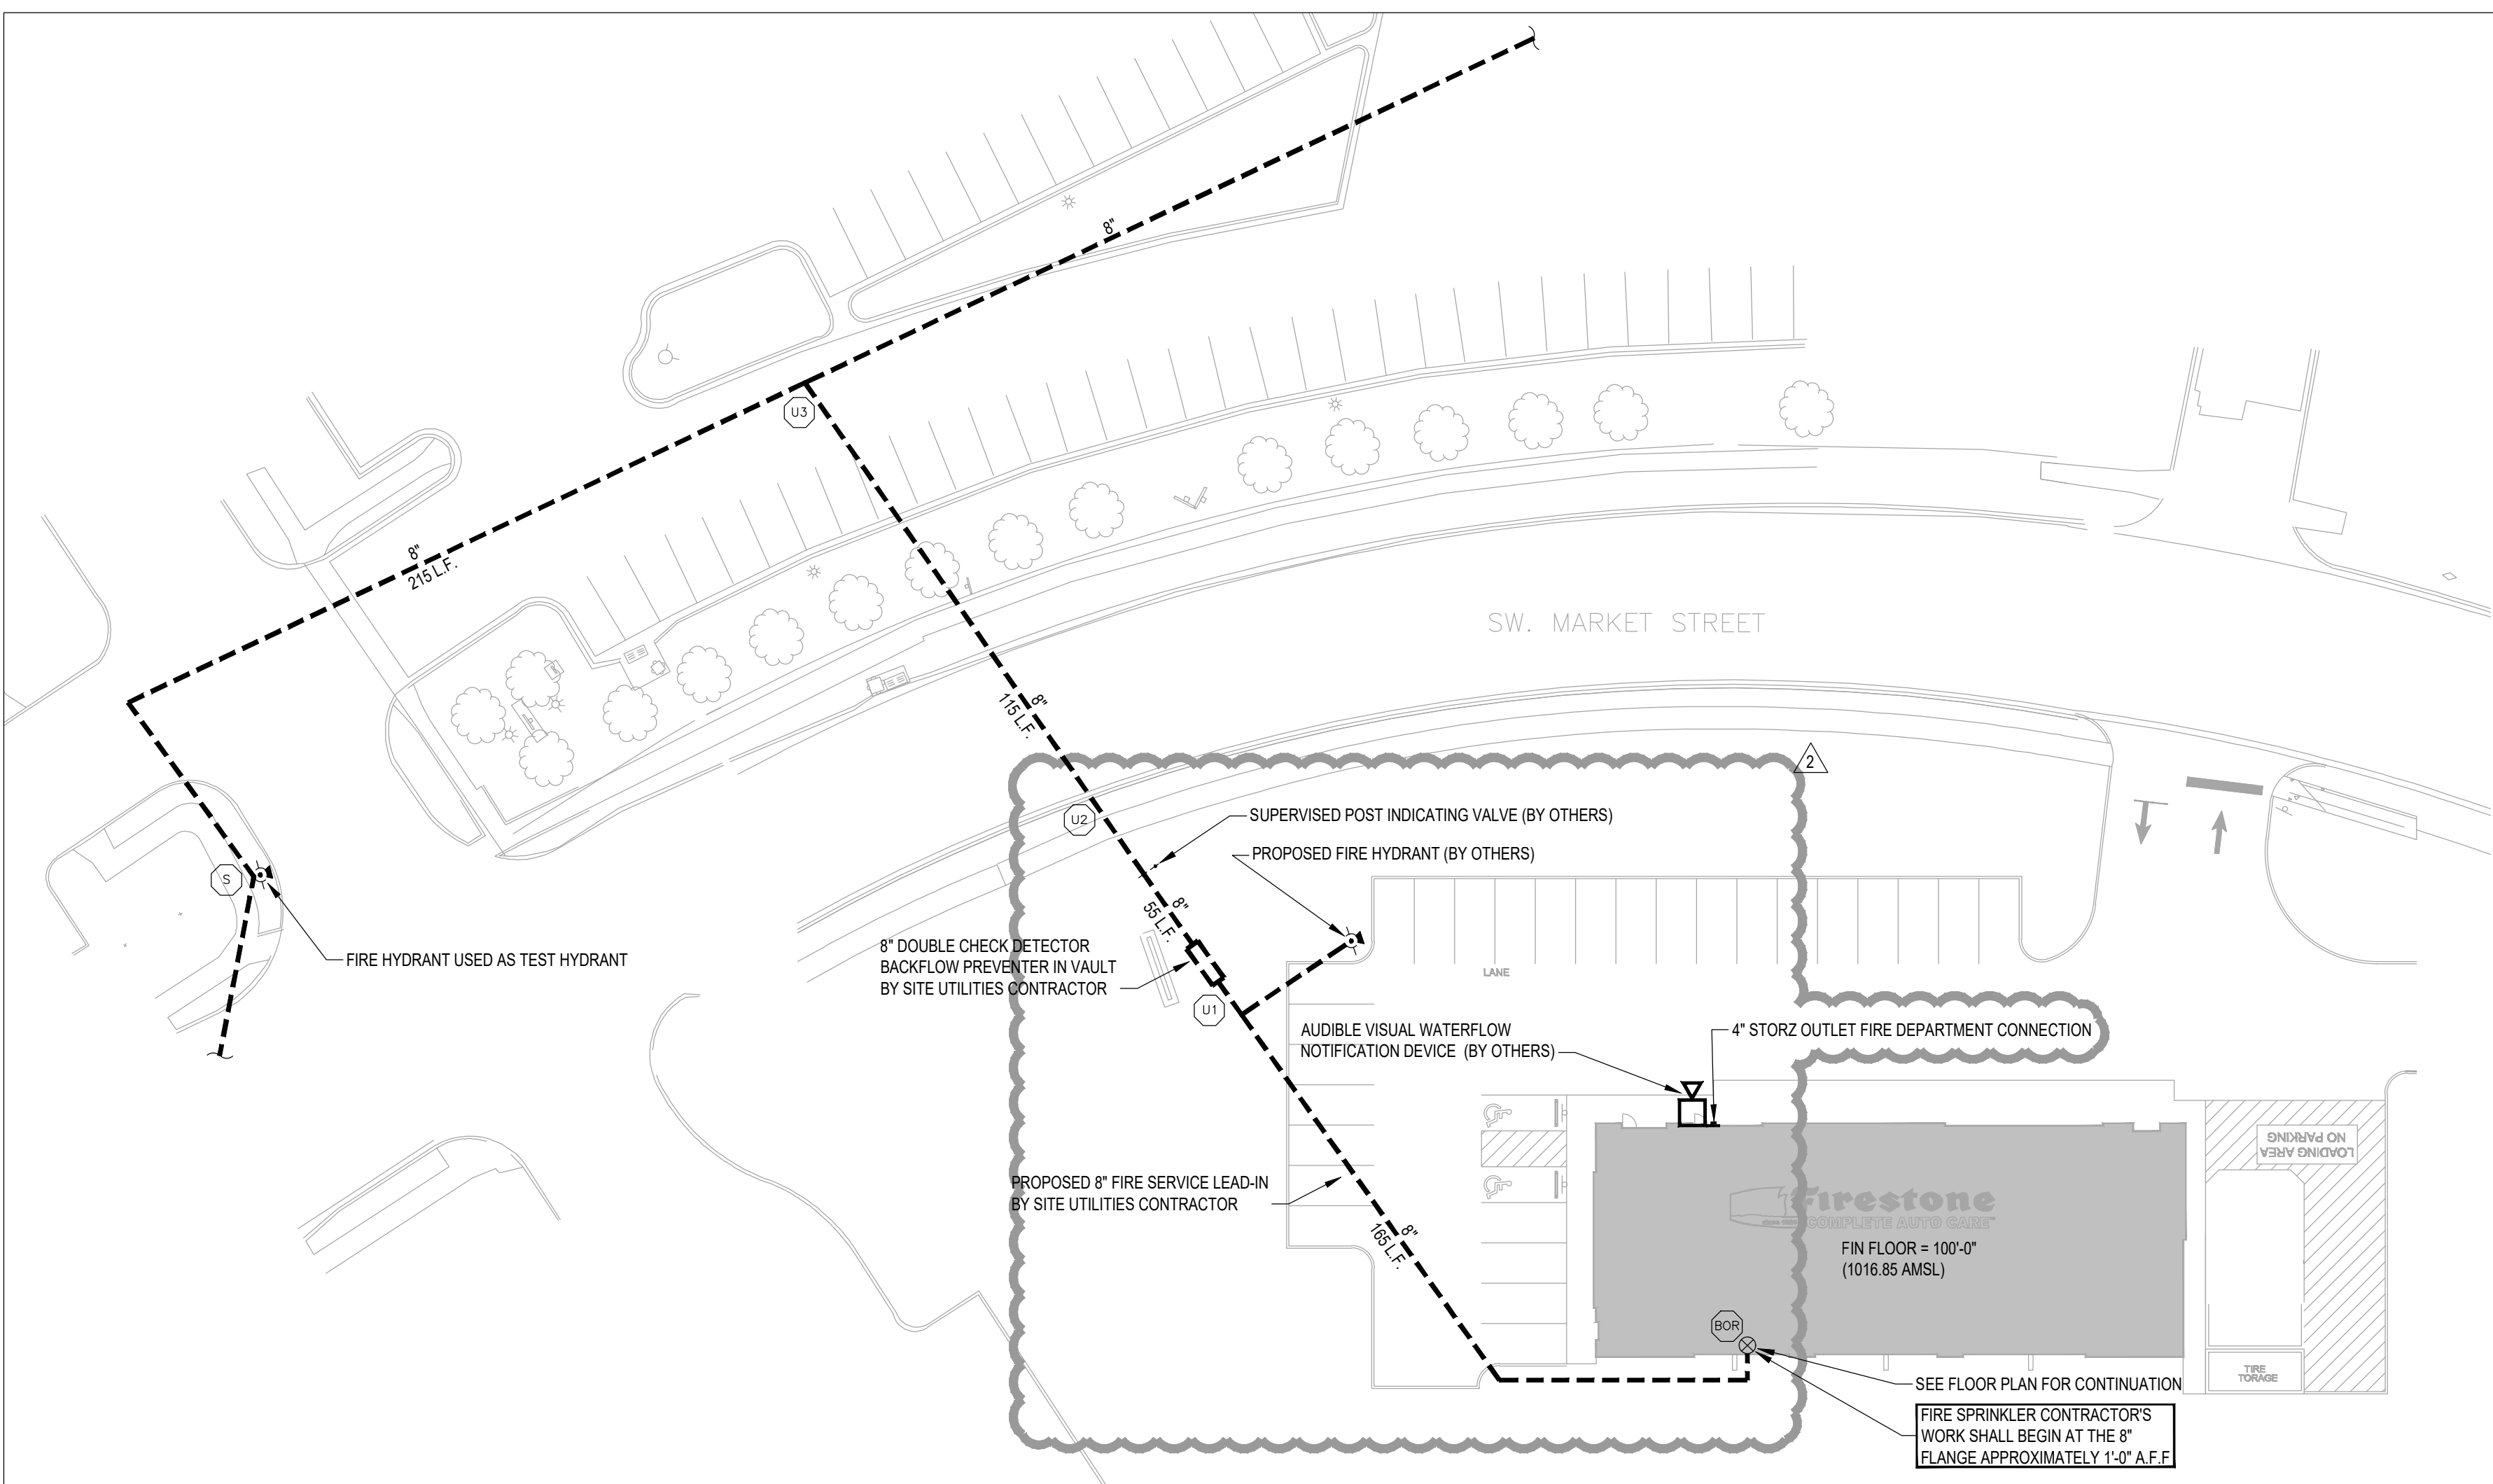 8"
U3
8"
215 L.F.
SW. MARKET STREET
8"
115 L.F.
2
SUPERVISED POST INDICATING VALVE (BY OTHERS)
U2
PROPOSED FIRE HYDRANT (BY OTHERS)
S
8"
55 L.F.
8" DOUBLE CHECK DETECTOR
BACKFLOW PREVENTER IN VAULT
BY SITE UTILITIES CONTRACTOR
FIRE HYDRANT USED AS TEST HYDRANT
LANE
U1
AUDIBLE VISUAL WATERFLOW
NOTIFICATION DEVICE (BY OTHERS)
4" STORZ OUTLET FIRE DEPARTMENT CONNECTION
LOADING AREA
NO PARKING
PROPOSED 8" FIRE SERVICE LEAD-IN
BY SITE UTILITIES CONTRACTOR
Firestone
COMPLETE AUTO CARE™
8"
165 L.F.
FIN FLOOR = 100'-0"
(1016.85 AMSL)
BOR
TIRE
TORAGE
SEE FLOOR PLAN FOR CONTINUATION
FIRE SPRINKLER CONTRACTOR'S
WORK SHALL BEGIN AT THE 8"
FLANGE APPROXIMATELY 1'-0" A.F.F